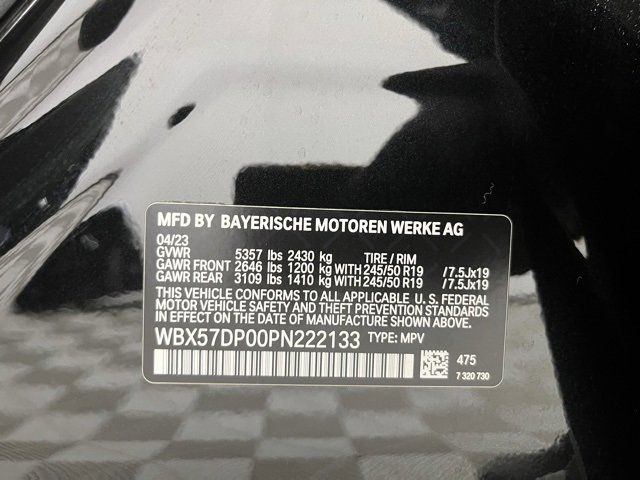 MFD BY BAYERISCHE MOTOREN WERKE AG
04/23
GVWR 5357 lbs 2430 kg TIRE / RIM
GAWR FRONT 2646 lbs 1200 kg WITH 245/50 R19 /7.5Jx19
GAWR REAR 3109 lbs 1410 kg WITH 245/50 R19 /7.5Jx19
THIS VEHICLE CONFORMS TO ALL APPLICABLE U. S. FEDERAL
MOTOR VEHICLE SAFETY AND THEFT PREVENTION STANDARDS
IN EFFECT ON THE DATE OF MANUFACTURE SHOWN ABOVE.
WBX57DP00PN222133 TYPE: MPV
475
7 320 730